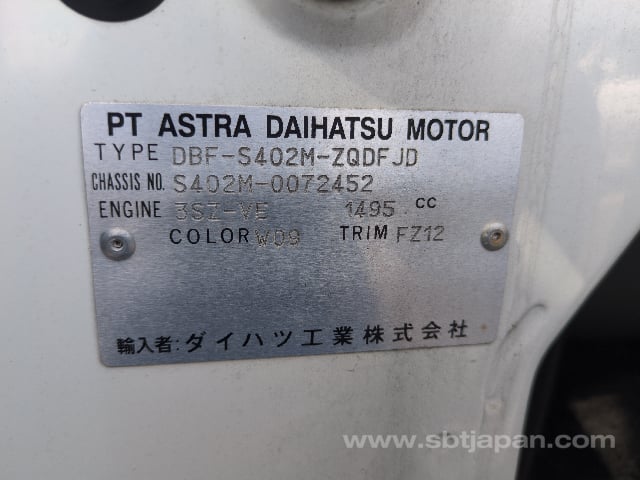 PT ASTRA DAIHATSU MOTOR
TYPE DBF-S402M-ZQDFJD
CHASSIS NO. S402M-0072452
ENGINE 3SZ-VE 1495 cc
COLOR W09 TRIM FZ12
輸入者:ダイハツ工業株式会社
www.sbtjapan.com